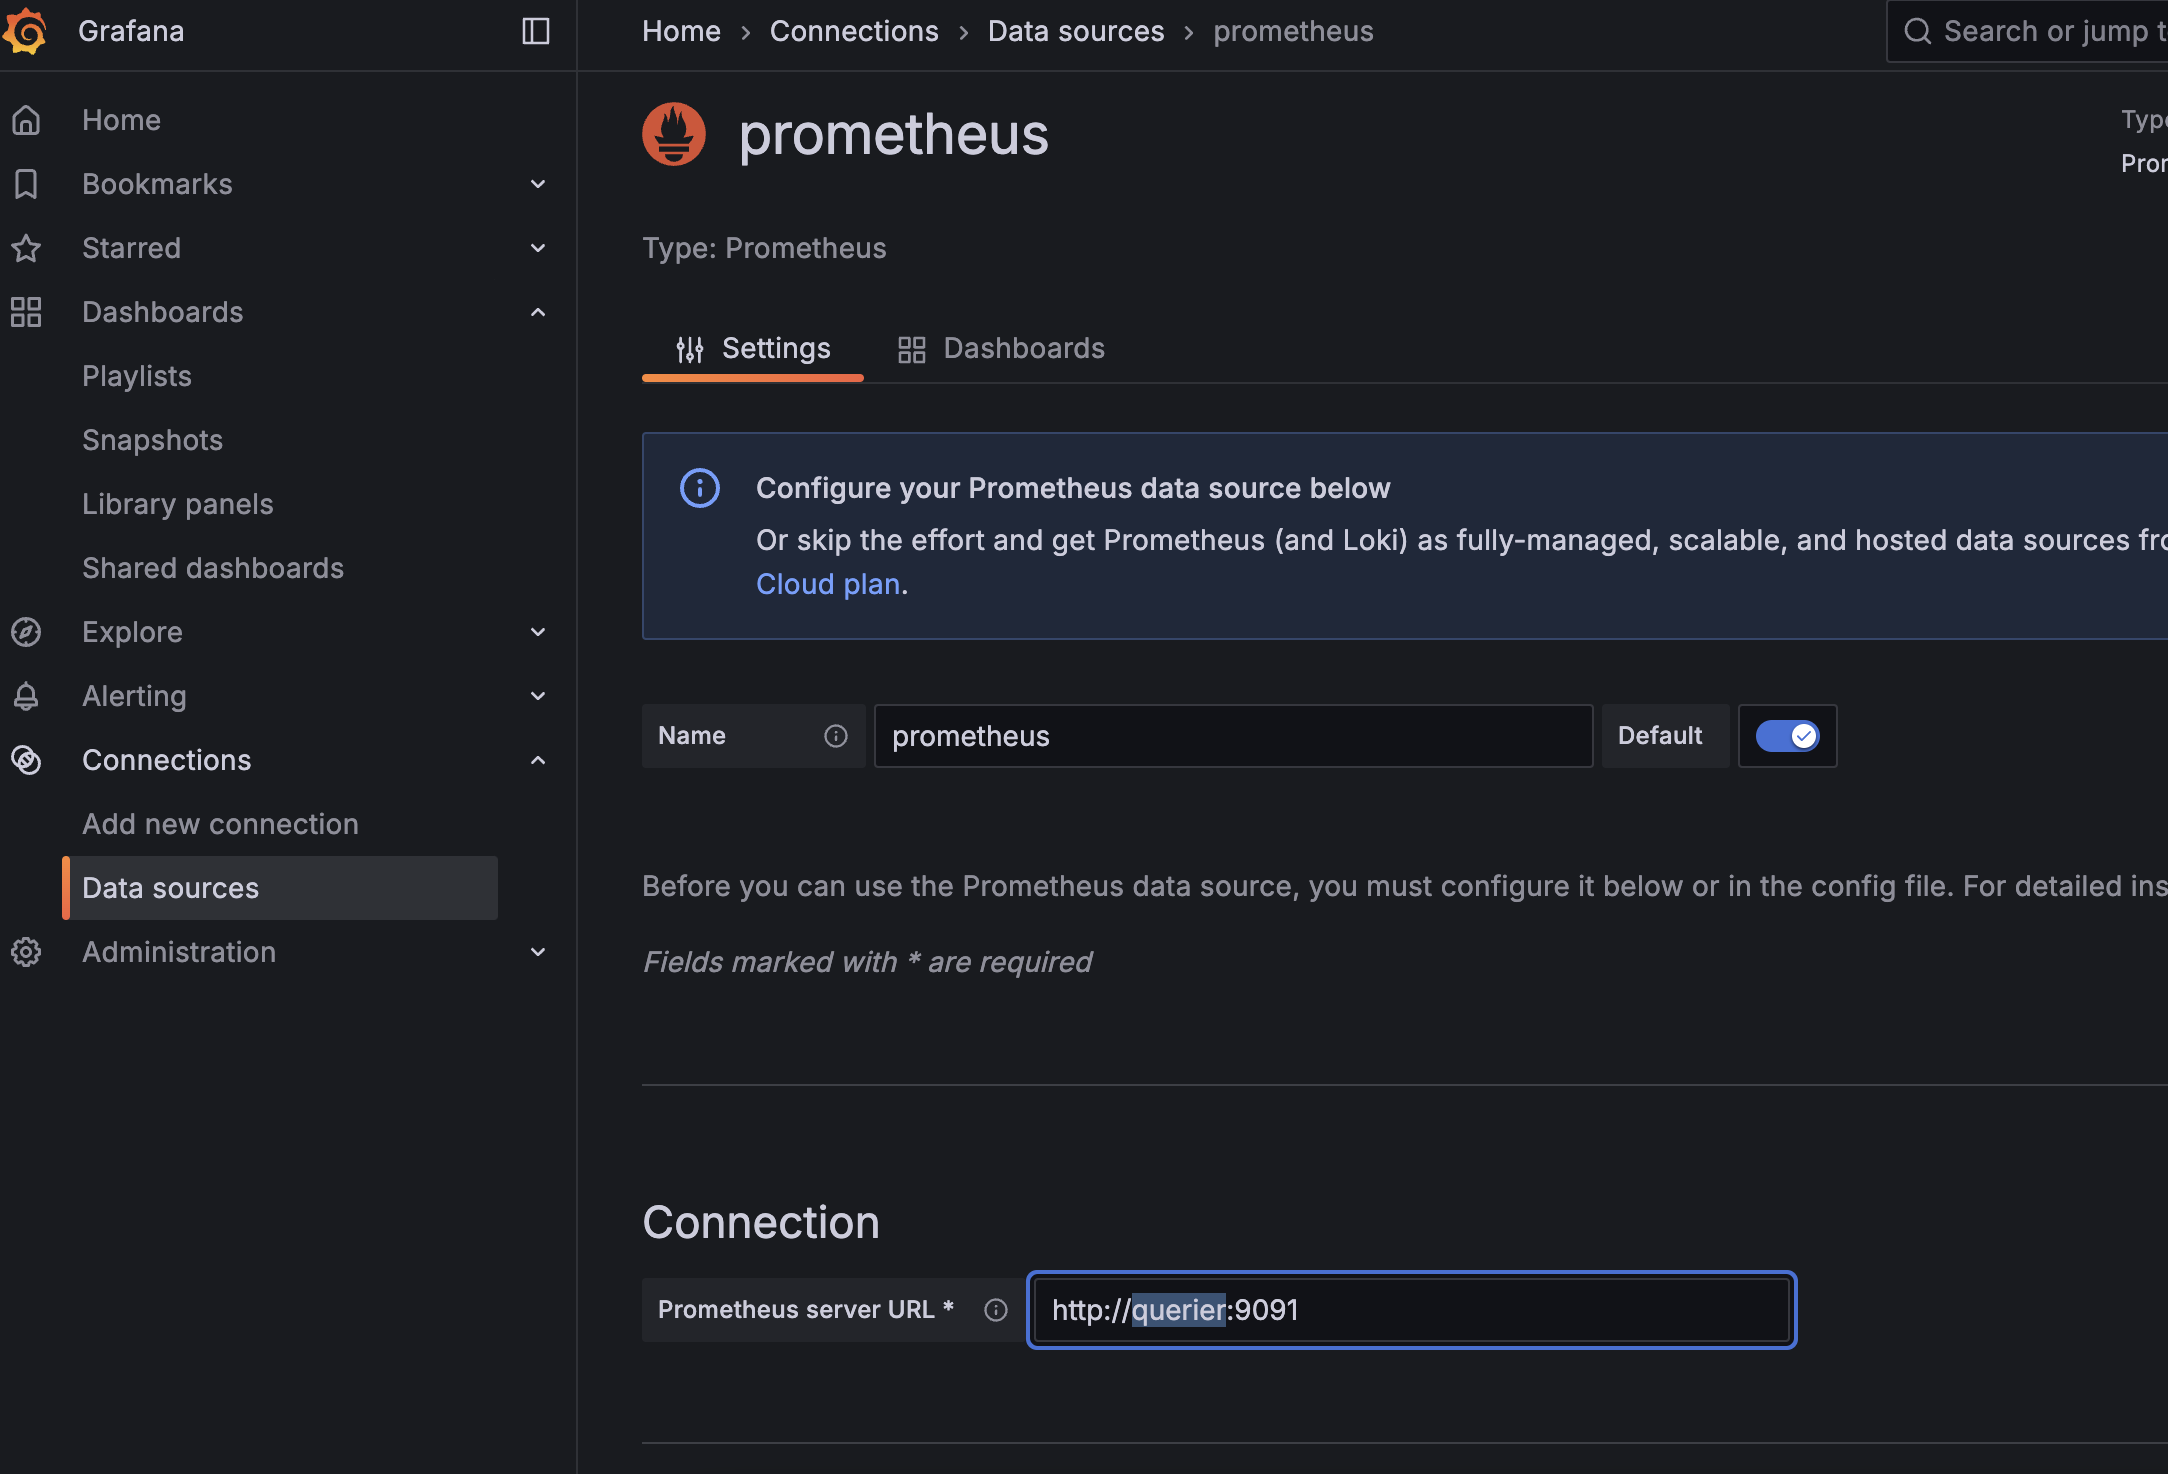 Grafana
Home › Connections › Data sources › prometheus
Search or jump
Home
Bookmarks
Starred
Dashboards
Playlists
Snapshots
Library panels
Shared dashboards
Explore
Alerting
Connections
Add new connection
Data sources
Administration
prometheus
Type: Prometheus
Settings
Dashboards
Configure your Prometheus data source below
Or skip the effort and get Prometheus (and Loki) as fully-managed, scalable, and hosted data sources
Cloud plan.
Name
prometheus
Default
Before you can use the Prometheus data source, you must configure it below or in the config file. For detailed
Fields marked with * are required
Connection
Prometheus server URL *
http://querier:9091